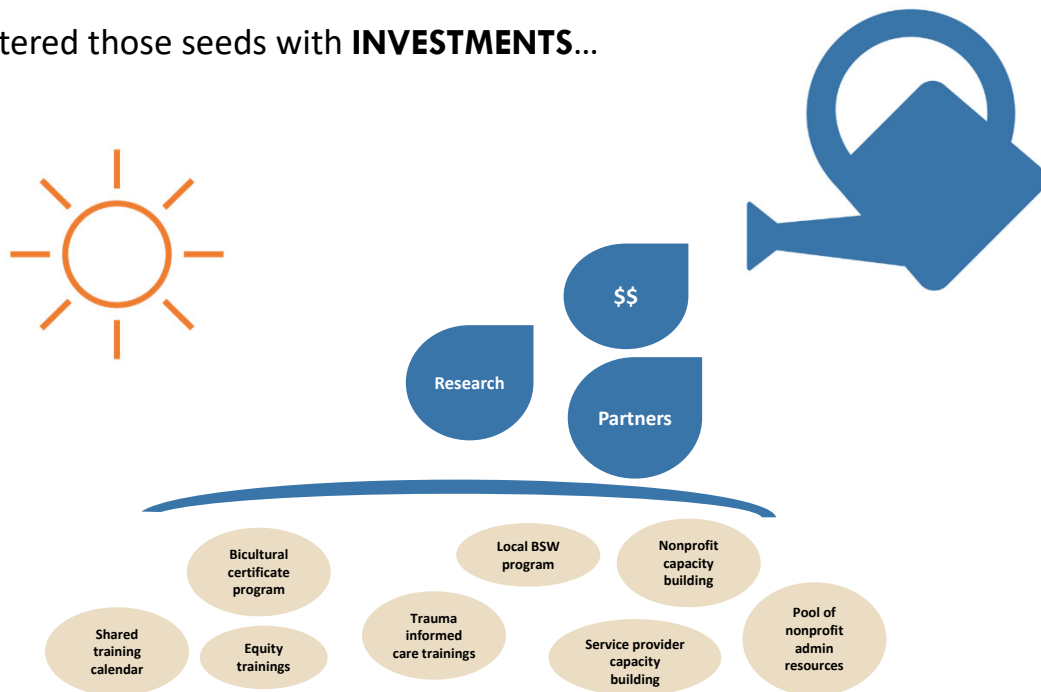 tered those seeds with INVESTMENTS...
$$
Research
Partners
Bicultural
certificate
program
Local BSW
program
Nonprofit
capacity
building
Shared
training
calendar
Equity
trainings
Trauma
informed
care trainings
Service provider
capacity
building
Pool of
nonprofit
admin
resources